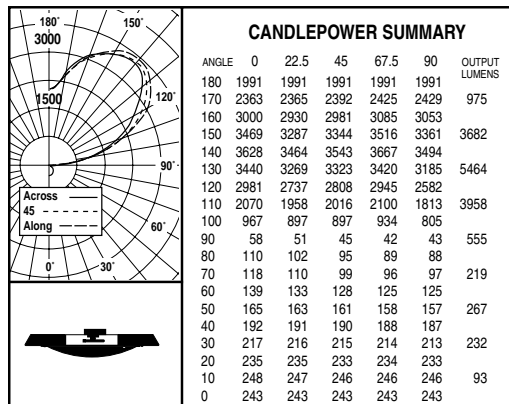 180° 150°
3000
1500 120°
90°
Across
45
Along 60°
0° 30°
CANDLEPOWER SUMMARY
ANGLE 0 22.5 45 67.5 90 OUTPUT
LUMENS
180 1991 1991 1991 1991 1991
170 2363 2365 2392 2425 2429 975
160 3000 2930 2981 3085 3053
150 3469 3287 3344 3516 3361 3682
140 3628 3464 3543 3667 3494
130 3440 3269 3323 3420 3185 5464
120 2981 2737 2808 2945 2582
110 2070 1958 2016 2100 1813 3958
100 967 897 897 934 805
90 58 51 45 42 43 555
80 110 102 95 89 88
70 118 110 99 96 97 219
60 139 133 128 125 125
50 165 163 161 158 157 267
40 192 191 190 188 187
30 217 216 215 214 213 232
20 235 235 233 234 233
10 248 247 246 246 246 93
0 243 243 243 243 243